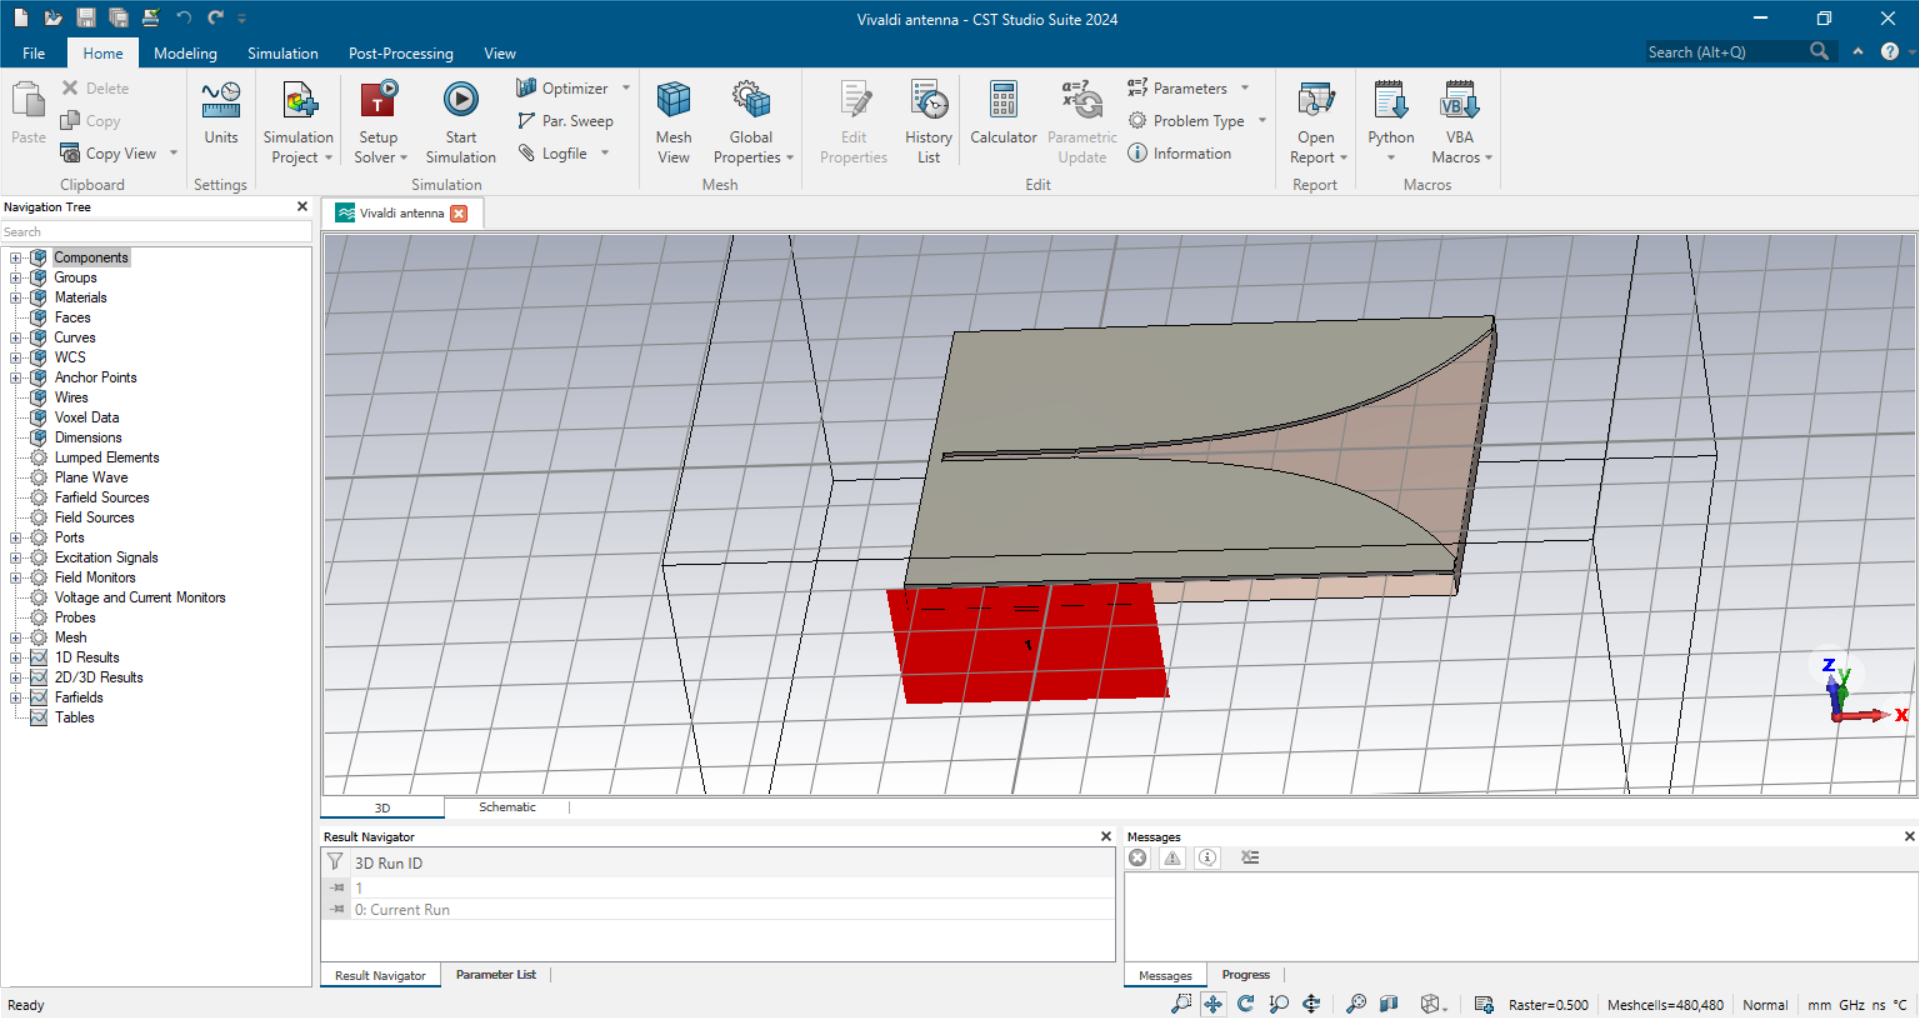 Vivaldi antenna - CST Studio Suite 2024
File Home Modeling Simulation Post-Processing View Search (Alt+Q)
Paste
Delete
Copy
Copy View
Clipboard
Units
Settings
Simulation Project
Setup Solver
Start Simulation
Optimizer
Par. Sweep
Logfile
Simulation
Mesh View
Global Properties
Mesh
Edit Properties
History List
Calculator
Parametric Update
Parameters
Problem Type
Information
Edit
Open Report
Report
Python
VBA Macros
Macros
Navigation Tree
Search
Components
Groups
Materials
Faces
Curves
WCS
Anchor Points
Wires
Voxel Data
Dimensions
Lumped Elements
Plane Wave
Farfield Sources
Field Sources
Ports
Excitation Signals
Field Monitors
Voltage and Current Monitors
Probes
Mesh
1D Results
2D/3D Results
Farfields
Tables
Vivaldi antenna
1
z
y
x
3D Schematic
Result Navigator
3D Run ID
1
0: Current Run
Result Navigator Parameter List
Messages
Messages Progress
Ready
Raster=0.500 Meshcells=480,480 Normal mm GHz ns °C